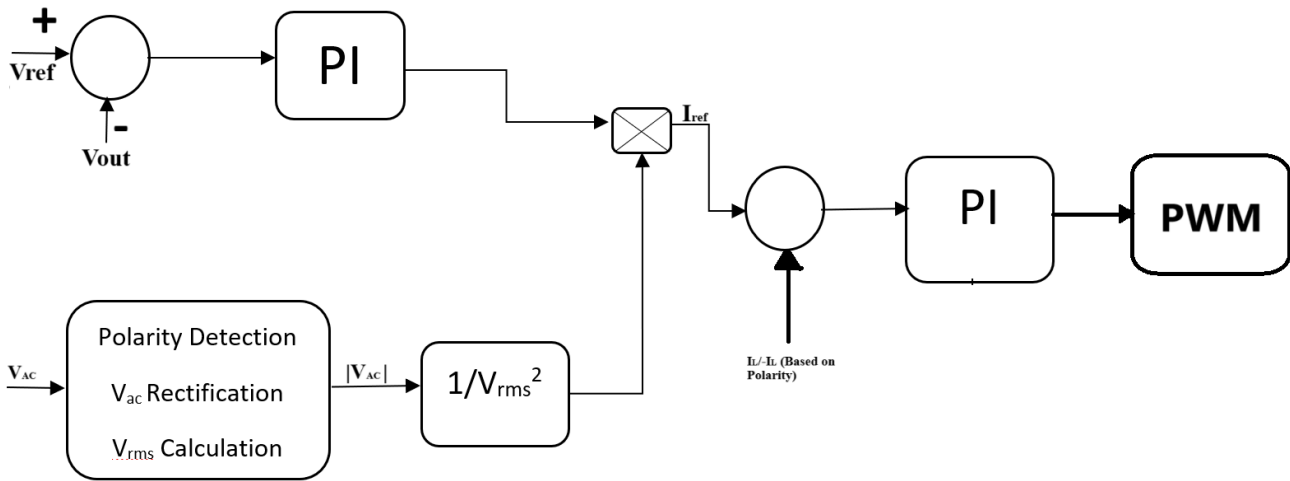 +
Vref
-
Vout
PI
Iref
PI
PWM
IL/-IL (Based on
Polarity)
VAC
Polarity Detection
Vac Rectification
Vrms Calculation
|VAC|
1/Vrms²